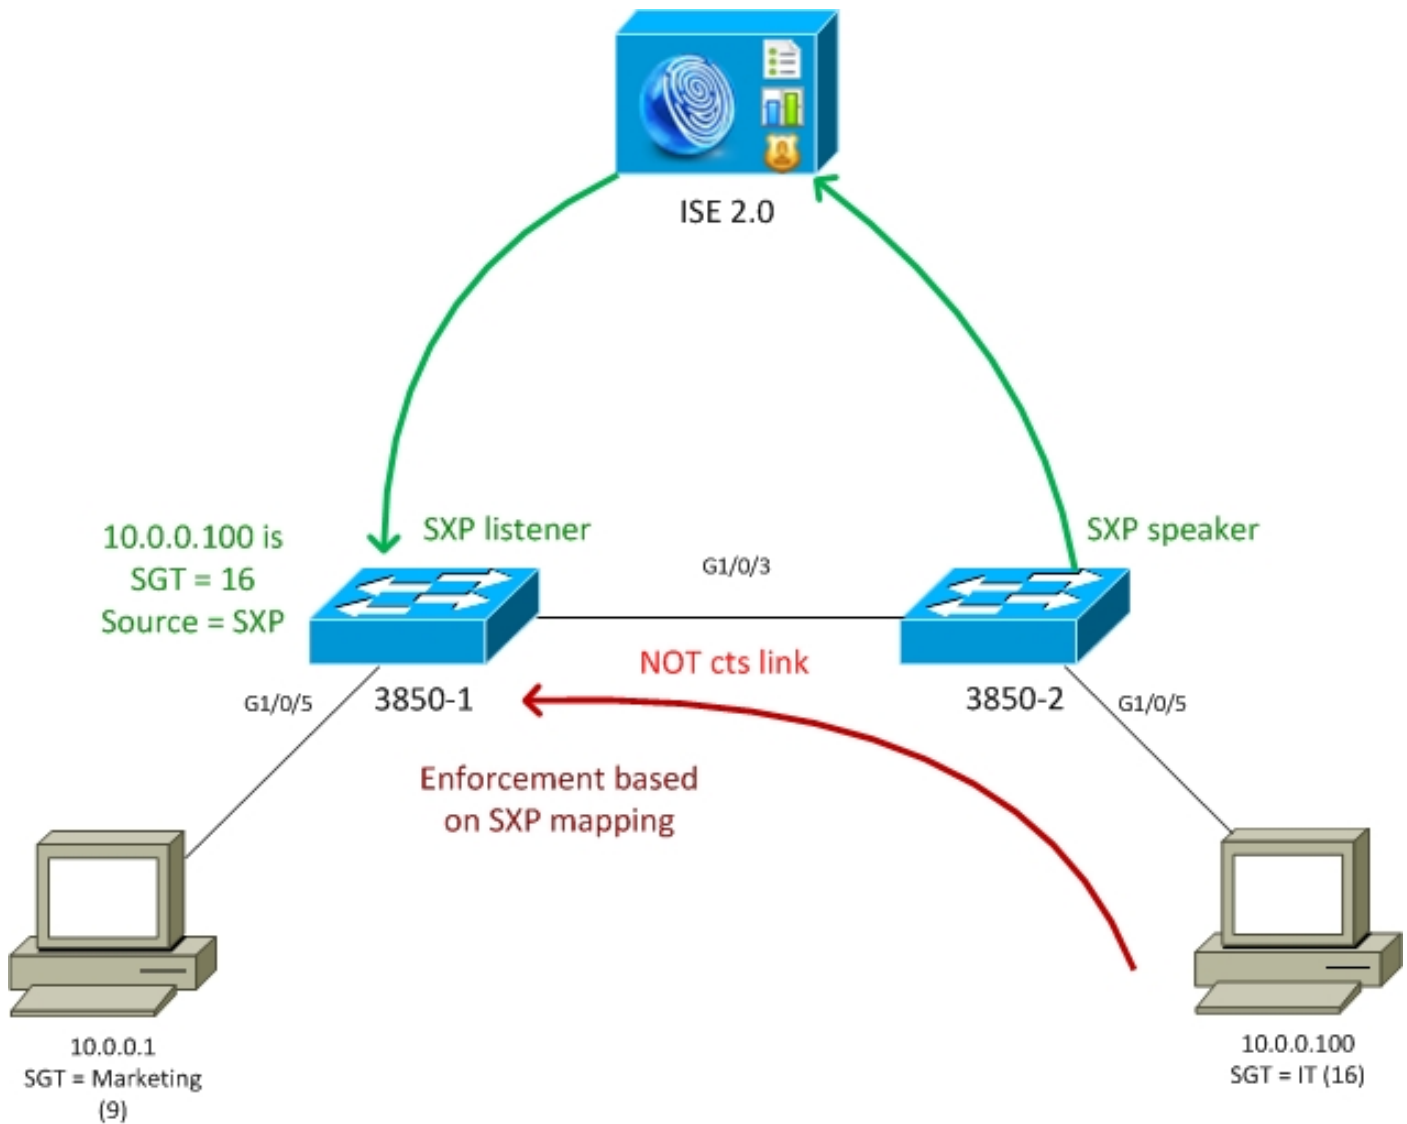 ISE 2.0
10.0.0.100 is
SGT = 16
Source = SXP
SXP listener
SXP speaker
G1/0/3
NOT cts link
G1/0/5
3850-1
3850-2
G1/0/5
Enforcement based
on SXP mapping
10.0.0.1
SGT = Marketing
(9)
10.0.0.100
SGT = IT (16)